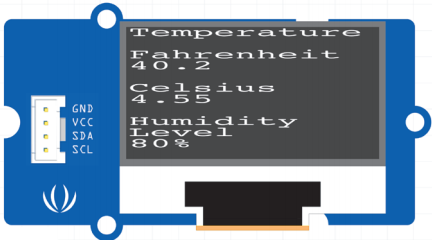 Temperature
Fahrenheit
40.2
Celsius
4.55
Humidity
Level
80%
GND
VCC
SDA
SCL